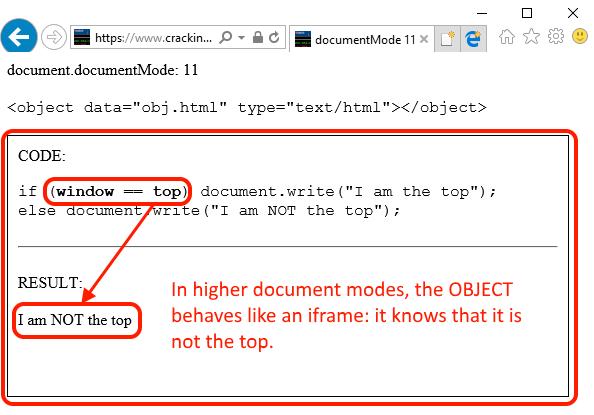 https://www.crackin...
documentMode 11
document.documentMode: 11
<object data="obj.html" type="text/html"></object>
CODE:
if (window == top) document.write("I am the top");
else document.write("I am NOT the top");
RESULT:
I am NOT the top
In higher document modes, the OBJECT
behaves like an iframe: it knows that it is
not the top.